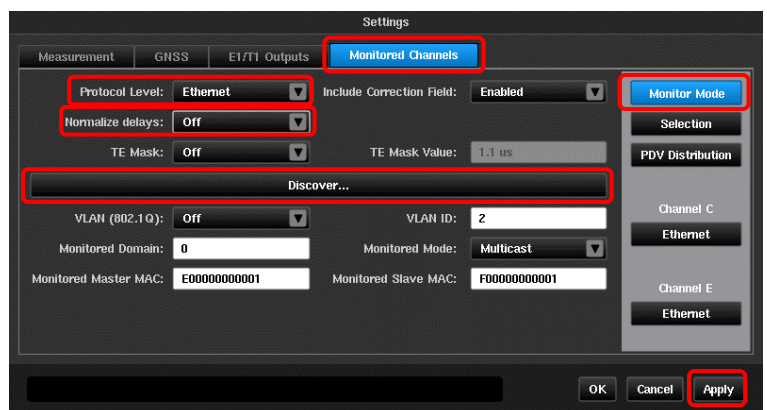 Settings
Measurement GNSS E1/T1 Outputs Monitored Channels
Protocol Level: Ethernet Include Correction Field: Enabled Monitor Mode
Normalize delays: Off Selection
TE Mask: Off TE Mask Value: 1.1 us PDV Distribution
Discover...
VLAN (802.1Q): Off VLAN ID: 2 Channel C
Ethernet
Monitored Domain: 0 Monitored Mode: Multicast
Monitored Master MAC: E00000000001 Monitored Slave MAC: F00000000001 Channel E
Ethernet
OK Cancel Apply